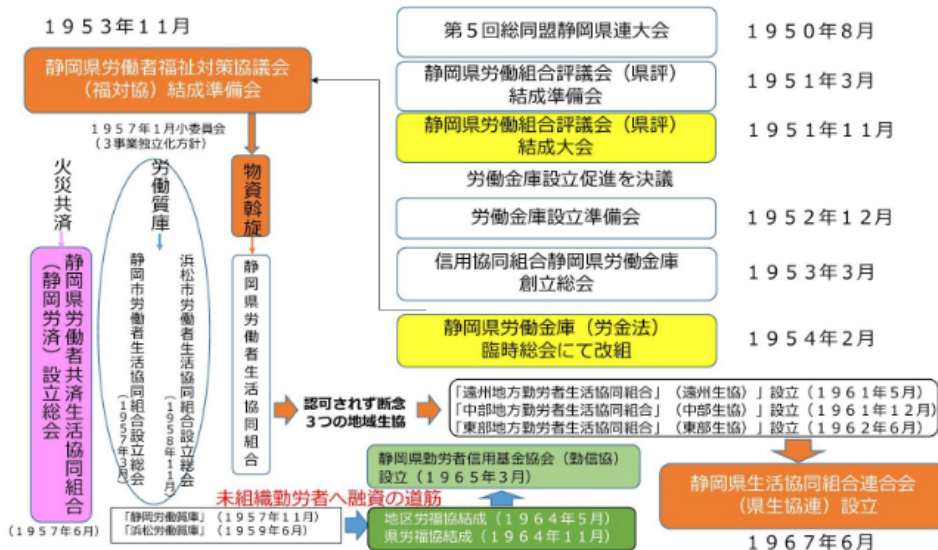 1953年11月
静岡県労働者福祉対策協議会
（福対協）結成準備会
1957年1月小委員会
（3事業独立化方針）
火災共済
労働質庫
物資斡旋
静岡県労働者共済生活協同組合
（静岡労済）設立総会
（1957年6月）
静岡市労働者生活協同組合設立総会
（1957年3月）
浜松市労働者生活協同組合設立総会
（1958年11月）
静岡県労働者生活協同組合
第5回総同盟静岡県連大会
1950年8月
静岡県労働組合評議会（県評）
結成準備会
1951年3月
静岡県労働組合評議会（県評）
結成大会
1951年11月
労働金庫設立促進を決議
労働金庫設立準備会
1952年12月
信用協同組合静岡県労働金庫
創立総会
1953年3月
静岡県労働金庫（労金法）
臨時総会にて改組
1954年2月
認可されず断念
3つの地域生協
「遠州地方勤労者生活協同組合」（遠州生協）」設立（1961年5月）
「中部地方勤労者生活協同組合」（中部生協）」設立（1961年12月）
「東部地方勤労者生活協同組合」（東部生協）」設立（1962年6月）
静岡県勤労者信用基金協会（勤信協）
設立（1965年3月）
未組織勤労者へ融資の道筋
「静岡労働質庫」（1957年11月）
「浜松労働質庫」（1959年6月）
地区労福協結成（1964年5月）
県労福協結成（1964年11月）
静岡県生活協同組合連合会
（県生協連）設立
1967年6月